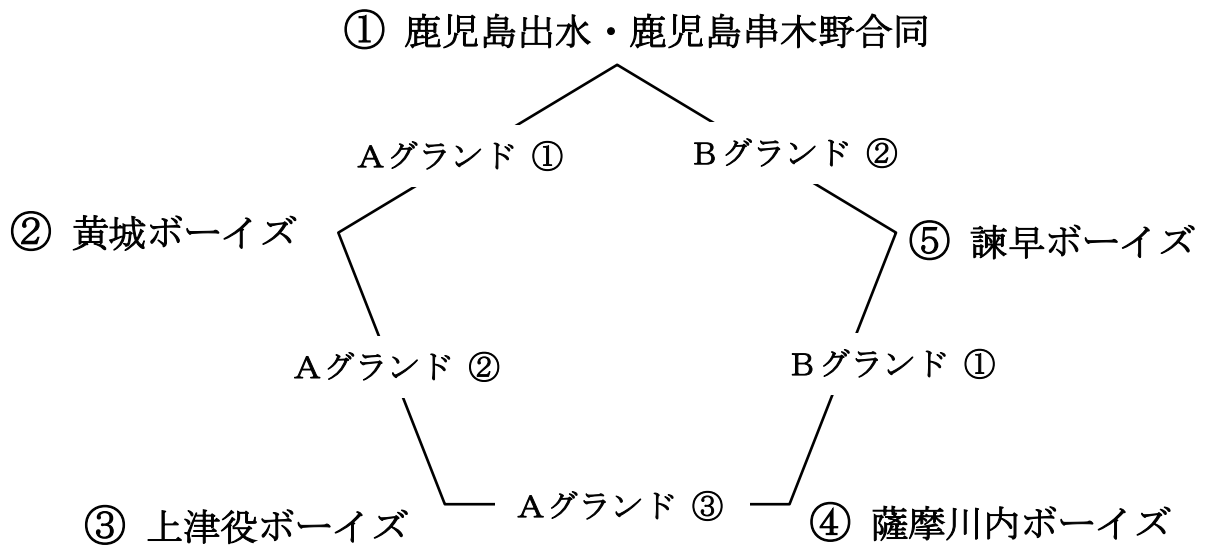 ① 鹿児島出水・鹿児島串木野合同
Aグランド ①
Bグランド ②
② 黄城ボーイズ
⑤ 諫早ボーイズ
Aグランド ②
Bグランド ①
③ 上津役ボーイズ
Aグランド ③
④ 薩摩川内ボーイズ